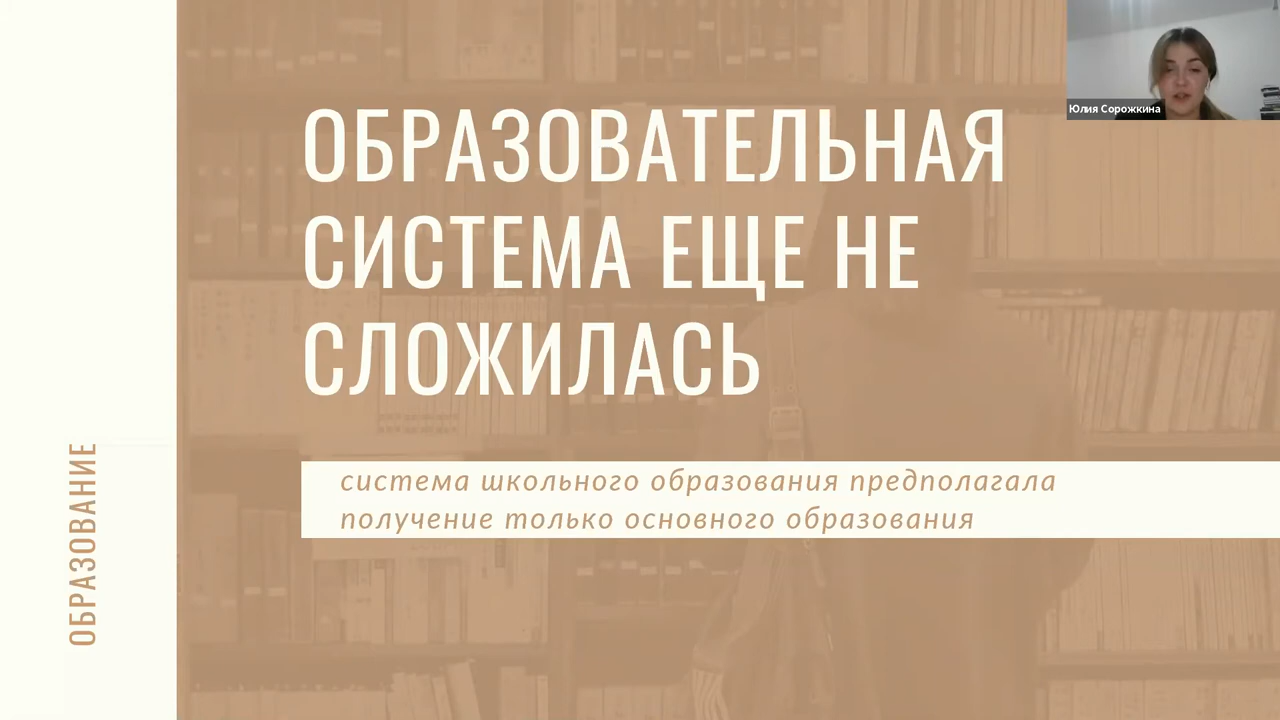 ОБРАЗОВАТЕЛЬНАЯ
СИСТЕМА ЕЩЕ НЕ
СЛОЖИЛАСЬ
система школьного образования предполагала
получение только основного образования
ОБРАЗОВАНИЕ
Юлия Сорожкина